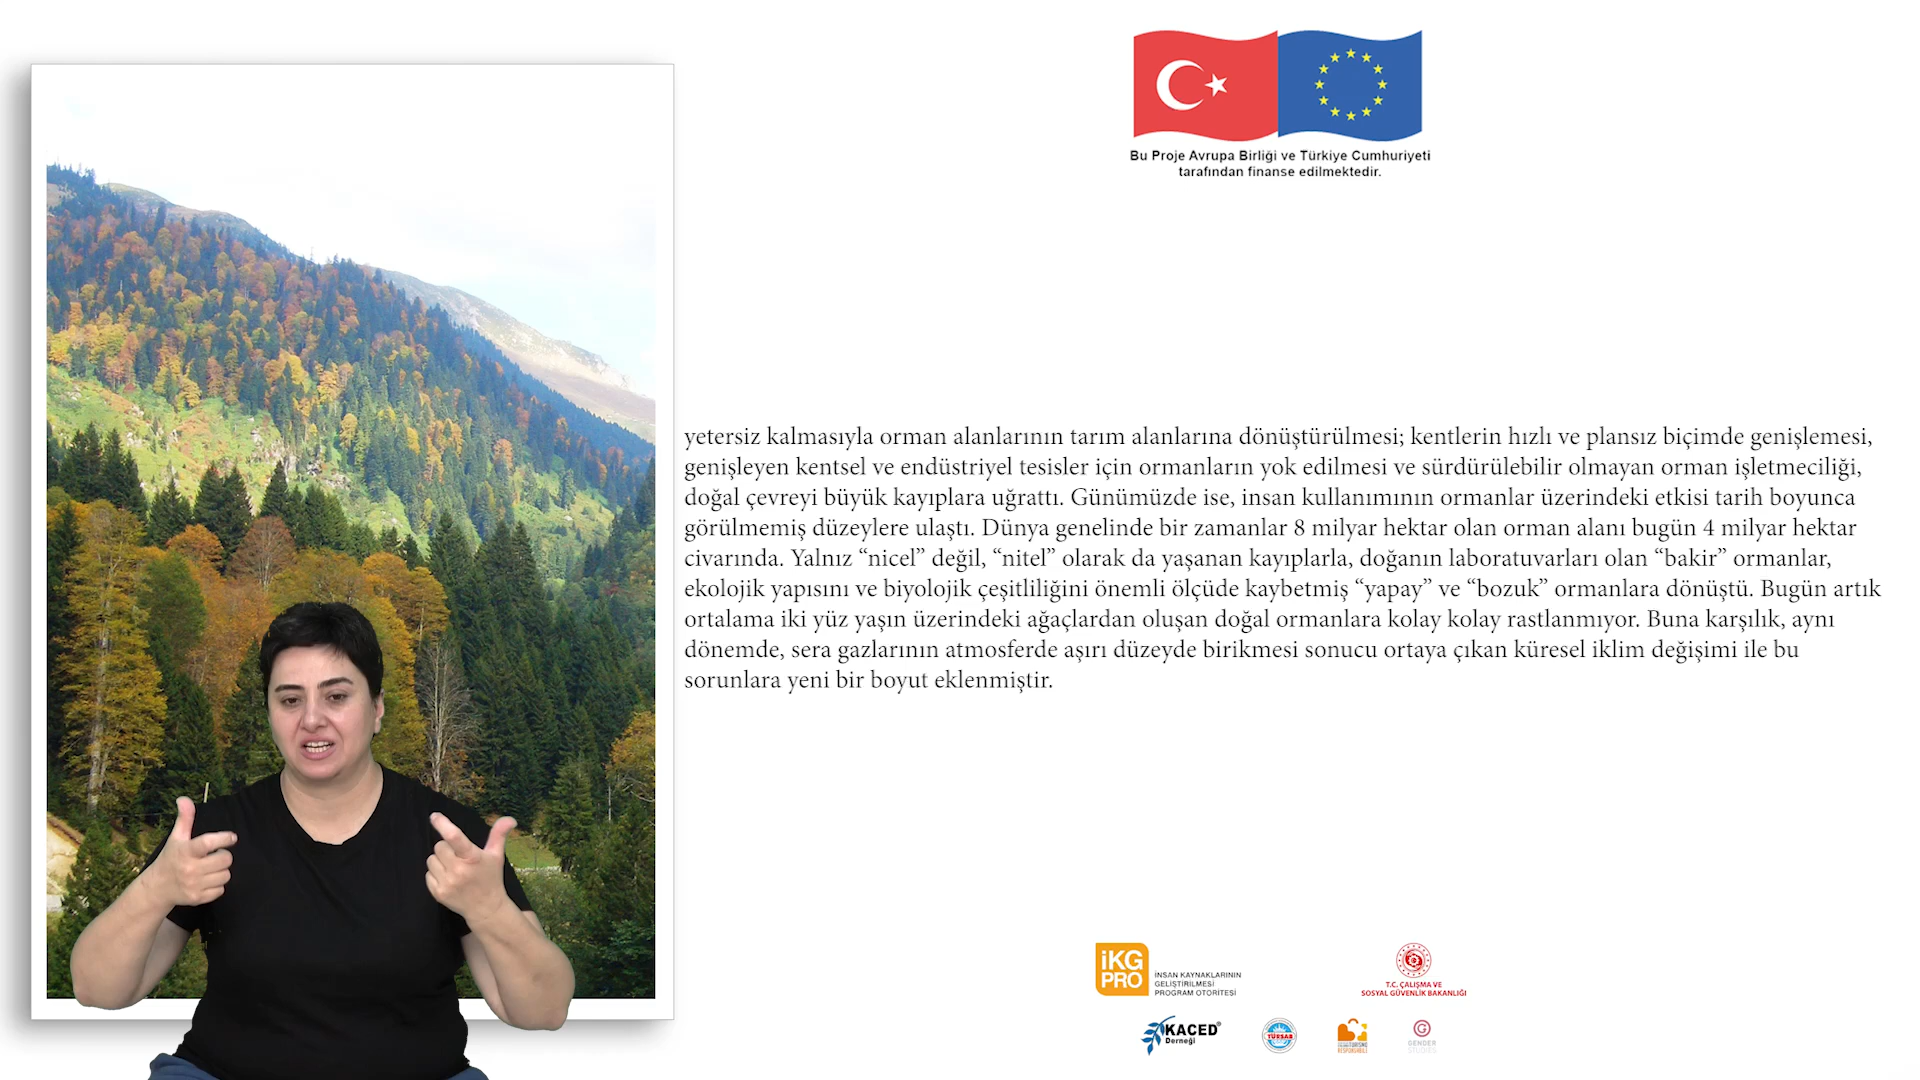 Bu Proje Avrupa Birliği ve Türkiye Cumhuriyeti
tarafından finanse edilmektedir.
yetersiz kalmasıyla orman alanlarının tarım alanlarına dönüştürülmesi; kentlerin hızlı ve plansız biçimde genişlemesi,
genişleyen kentsel ve endüstriyel tesisler için ormanların yok edilmesi ve sürdürülebilir olmayan orman işletmeciliği,
doğal çevreyi büyük kayıplara uğrattı. Günümüzde ise, insan kullanımının ormanlar üzerindeki etkisi tarih boyunca
görülmemiş düzeylere ulaştı. Dünya genelinde bir zamanlar 8 milyar hektar olan orman alanı bugün 4 milyar hektar
civarında. Yalnız “nicel” değil, “nitel” olarak da yaşanan kayıplarla, doğanın laboratuvarları olan “bakir” ormanlar,
ekolojik yapısını ve biyolojik çeşitliliğini önemli ölçüde kaybetmiş “yapay” ve “bozuk” ormanlara dönüştü. Bugün artık
ortalama iki yüz yaşın üzerindeki ağaçlardan oluşan doğal ormanlara kolay kolay rastlanmıyor. Buna karşılık, aynı
dönemde, sera gazlarının atmosferde aşırı düzeyde birikmesi sonucu ortaya çıkan küresel iklim değişimi ile bu
sorunlara yeni bir boyut eklenmiştir.
iKG
PRO
İNSAN KAYNAKLARININ
GELİŞTİRİLMESİ
PROGRAM OTORİTESİ
T.C. ÇALIŞMA VE
SOSYAL GÜVENLİK BAKANLIĞI
KACED®
Derneği
TÜRSAB
TURISMO
RESPONSABILE
GENDER
STUDIES